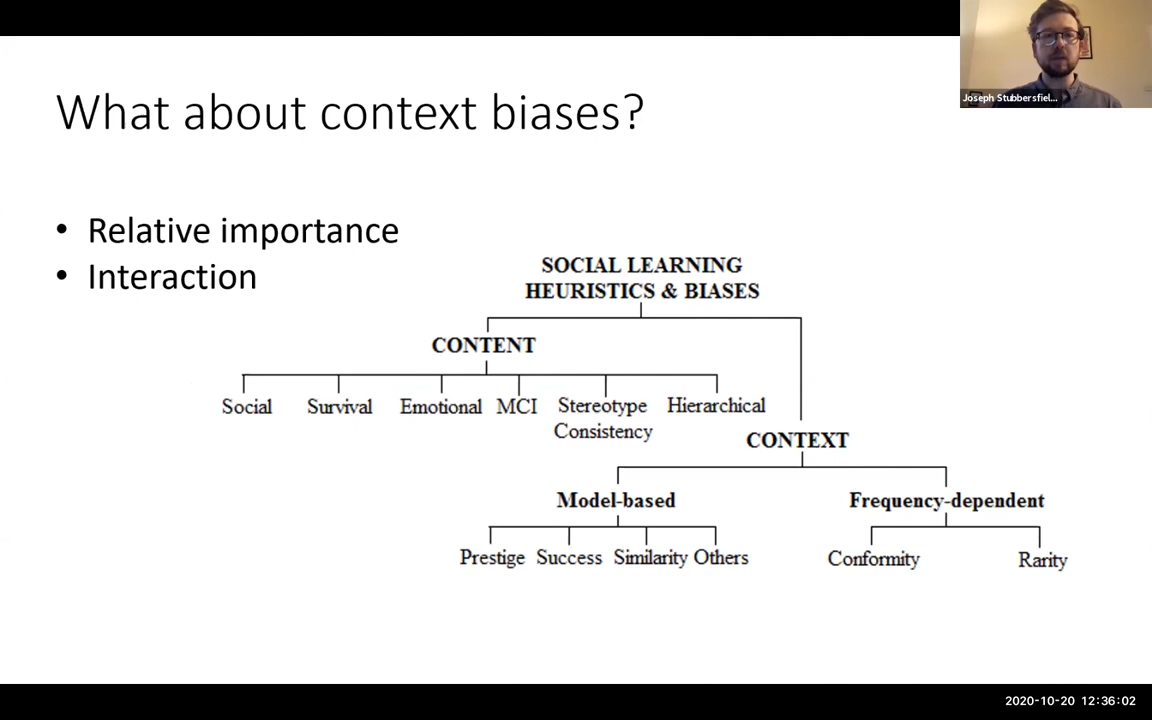 What about context biases?
Joseph Stubbersfiel...
• Relative importance
• Interaction
SOCIAL LEARNING
HEURISTICS & BIASES
CONTENT
Social Survival Emotional MCI Stereotype Consistency Hierarchical
CONTEXT
Model-based Frequency-dependent
Prestige Success Similarity Others Conformity Rarity
2020-10-20 12:36:02